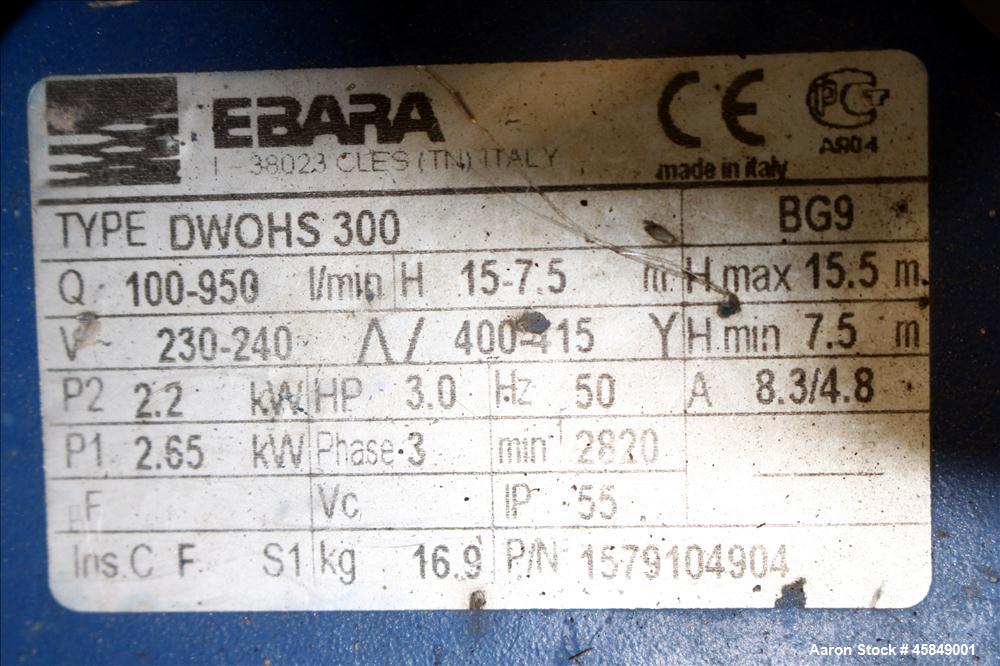 EBARA
I - 38023 CLES (TN) ITALY
CE
made in italy
PCT
AR04
TYPE DWOHS 300 BG9
Q 100-950 l/min H 15-7.5 m H max 15.5 m.
V~ 230-240 Λ / 400-415 Y H min 7.5 m
P2 2.2 kW HP 3.0 Hz 50 A 8.3/4.8
P1 2.65 kW Phase 3 min⁻¹ 2820
µF Vc IP 55
Ins.C F S1 kg 16.9 P/N° 1579104904
Aaron Stock # 45849001